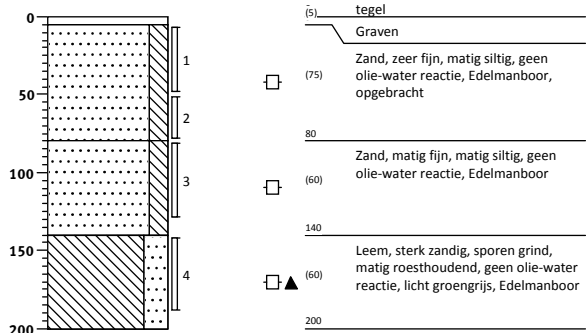 0
50
100
150
200
1
2
3
4
(5) tegel
Graven
Zand, zeer fijn, matig siltig, geen
(75) olie-water reactie, Edelmanboor,
opgebracht
80
Zand, matig fijn, matig siltig, geen
(60) olie-water reactie, Edelmanboor
140
Leem, sterk zandig, sporen grind,
matig roesthoudend, geen olie-water
(60) reactie, licht groengrijs, Edelmanboor
200